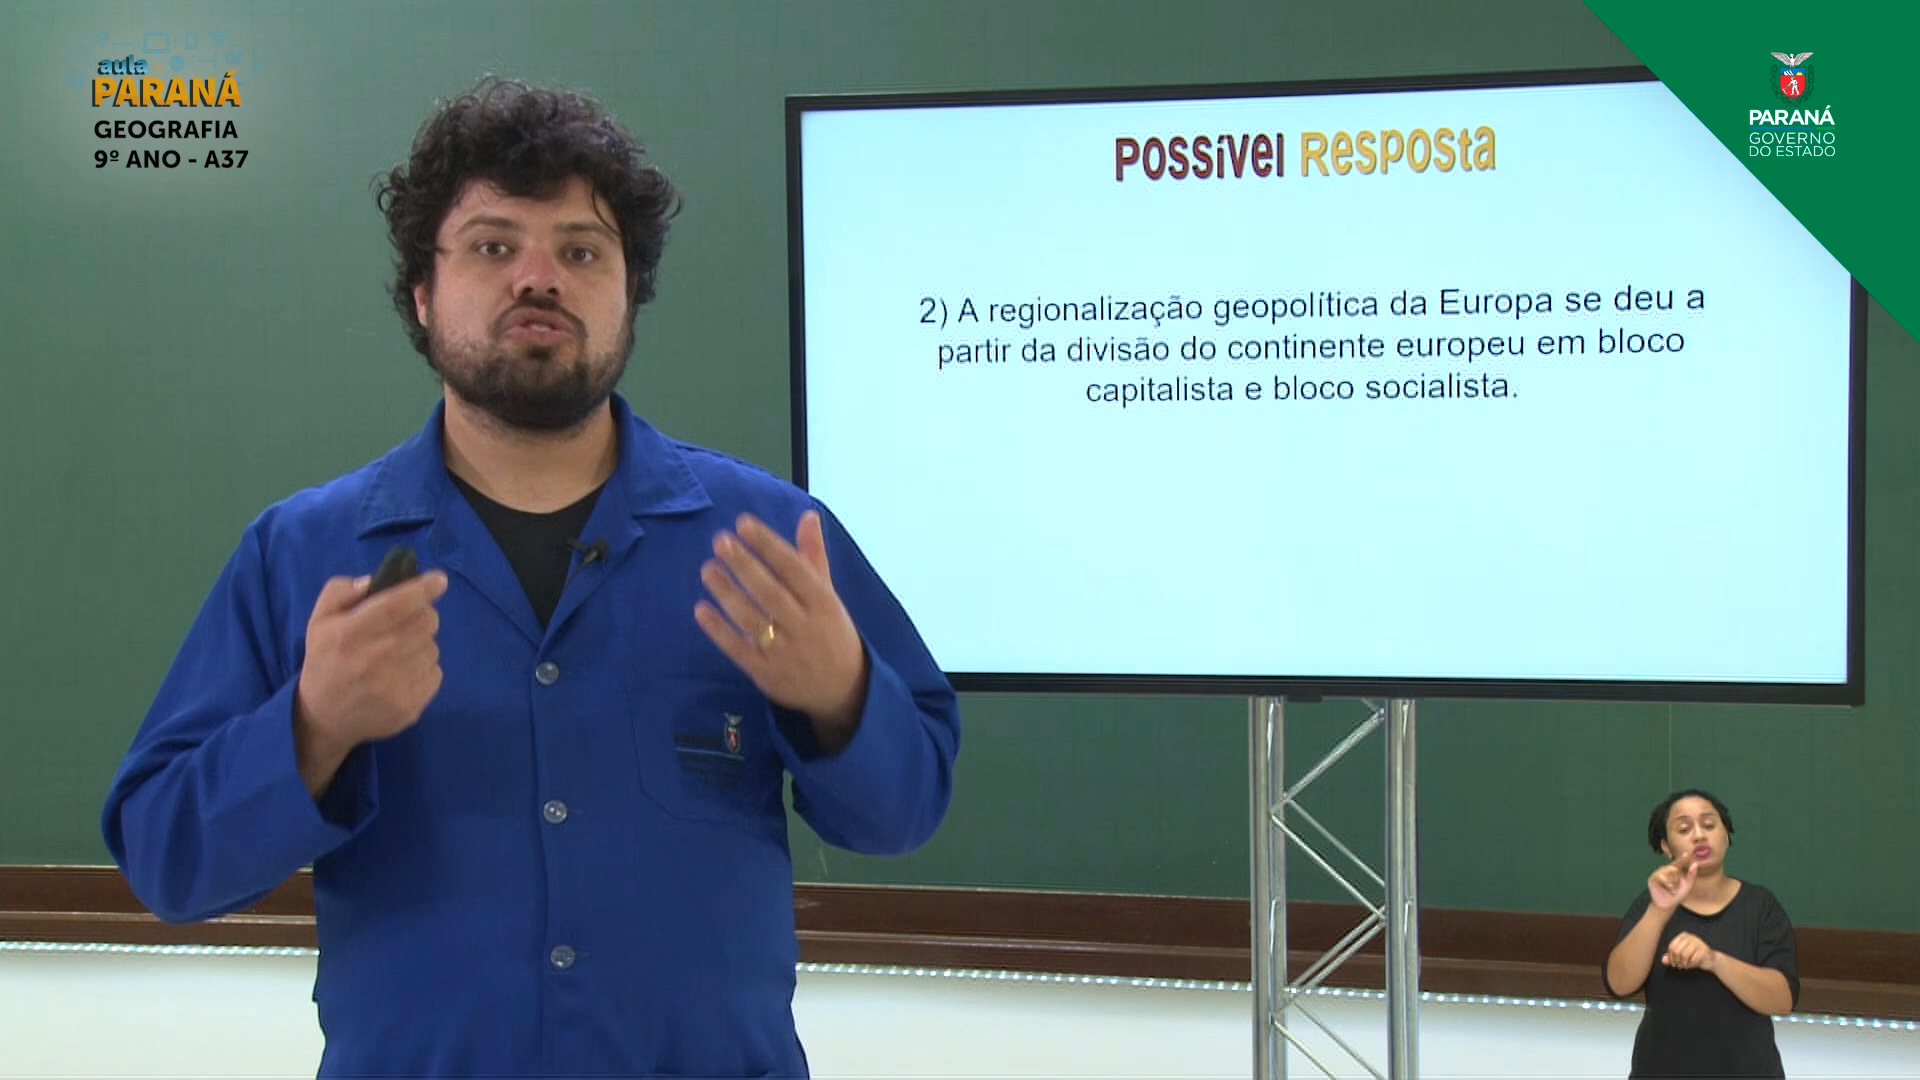 aula
PARANÁ
GEOGRAFIA
9º ANO - A37
PARANÁ
GOVERNO
DO ESTADO
Possível Resposta
2) A regionalização geopolítica da Europa se deu a
partir da divisão do continente europeu em bloco
capitalista e bloco socialista.